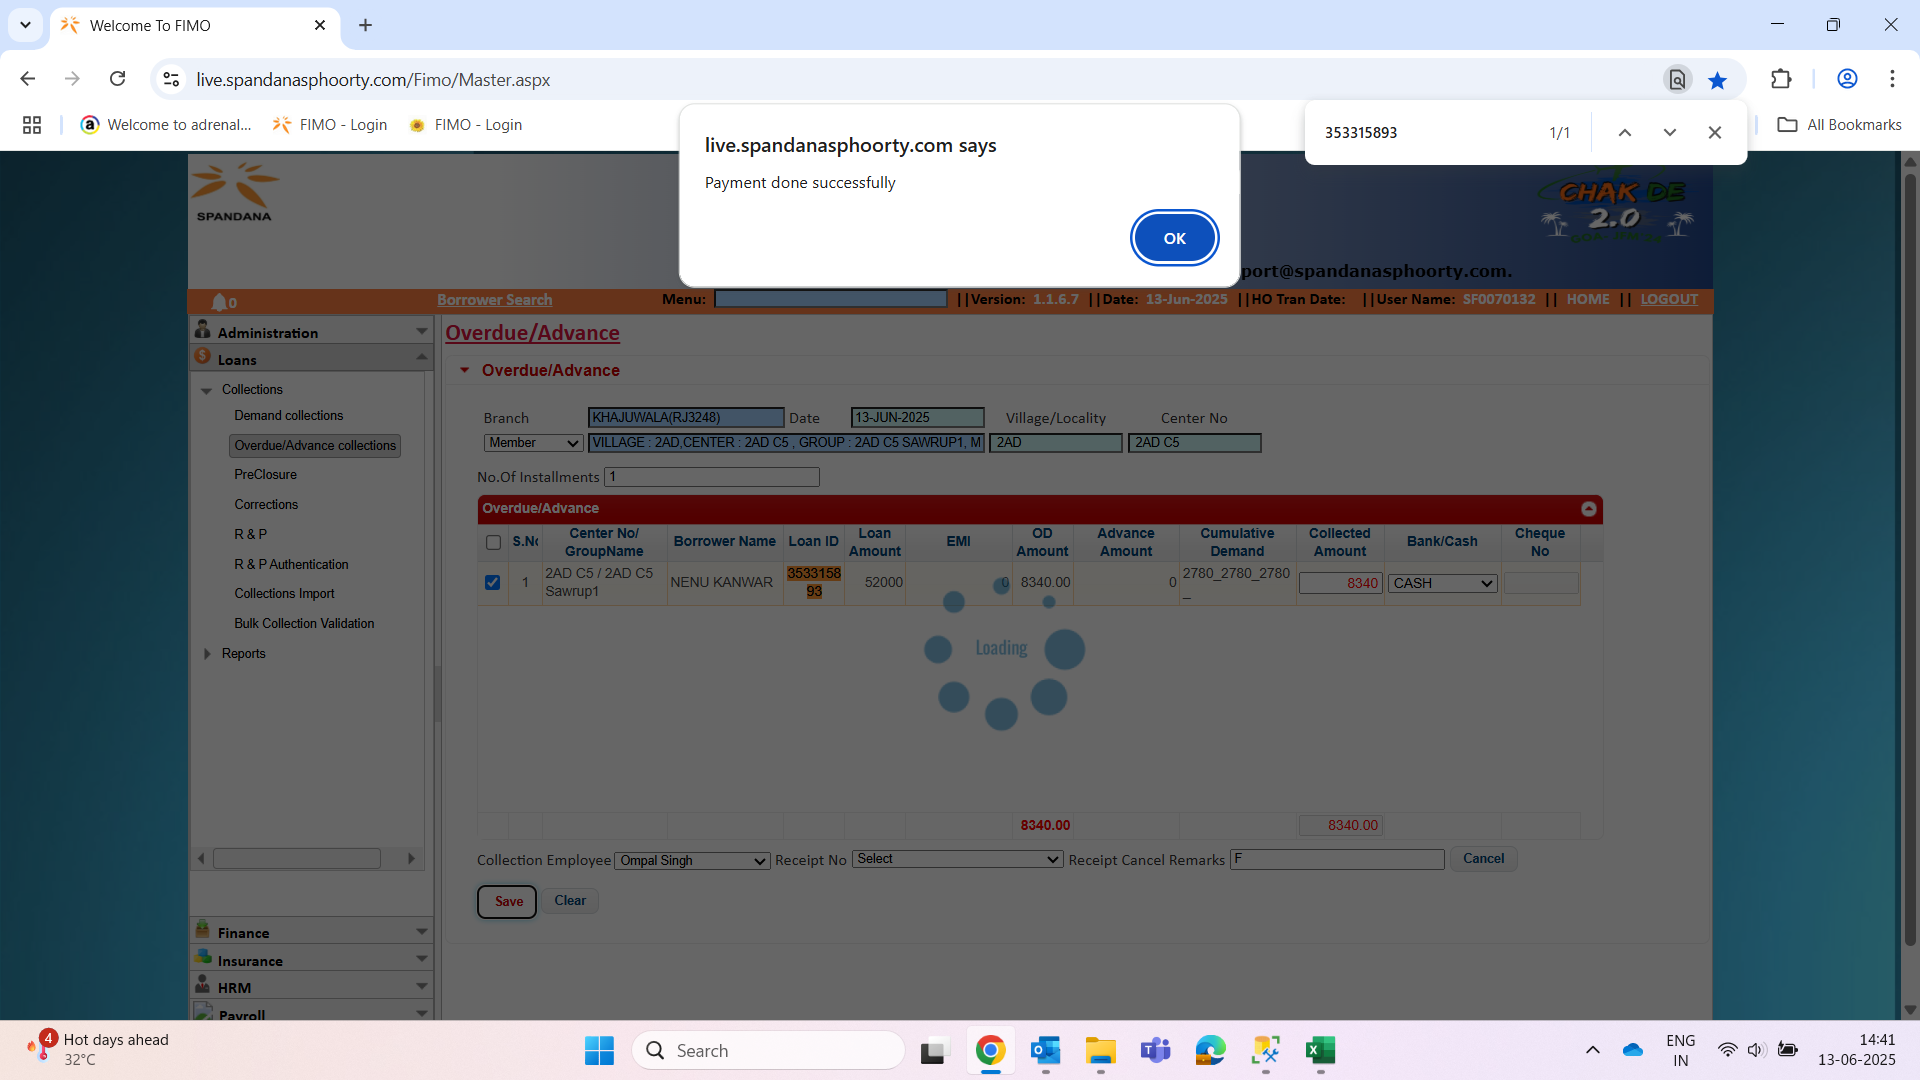 Welcome To FIMO
live.spandanasphoorty.com/Fimo/Master.aspx
Welcome to adrenal...
FIMO - Login
FIMO - Login
All Bookmarks
353315893
1/1
live.spandanasphoorty.com says
Payment done successfully
OK
SPANDANA
CHAK DE
2.0
port@spandanasphoorty.com.
0
Borrower Search
Menu:
||Version: 1.1.6.7 ||Date: 13-Jun-2025 ||HO Tran Date: ||User Name: SF0070132 || HOME || LOGOUT
Administration
Loans
Collections
Demand collections
Overdue/Advance collections
PreClosure
Corrections
R & P
R & P Authentication
Collections Import
Bulk Collection Validation
Reports
Finance
Insurance
HRM
Payroll
Overdue/Advance
Overdue/Advance
Branch KHAJUWALA(RJ3248) Date 13-JUN-2025 Village/Locality Center No
Member VILLAGE : 2AD,CENTER : 2AD C5 , GROUP : 2AD C5 SAWRUP1, M 2AD 2AD C5
No.Of Installments 1
Overdue/Advance
S.No Center No/ GroupName Borrower Name Loan ID Loan Amount EMI OD Amount Advance Amount Cumulative Demand Collected Amount Bank/Cash Cheque No
1 2AD C5 / 2AD C5 Sawrup1 NENU KANWAR 353315893 52000 0 8340.00 0 2780_2780_2780_ 8340 CASH
Loading
8340.00 8340.00
Collection Employee Ompal Singh Receipt No Select Receipt Cancel Remarks F Cancel
Save Clear
4
Hot days ahead
32°C
Search
ENG
IN
14:41
13-06-2025